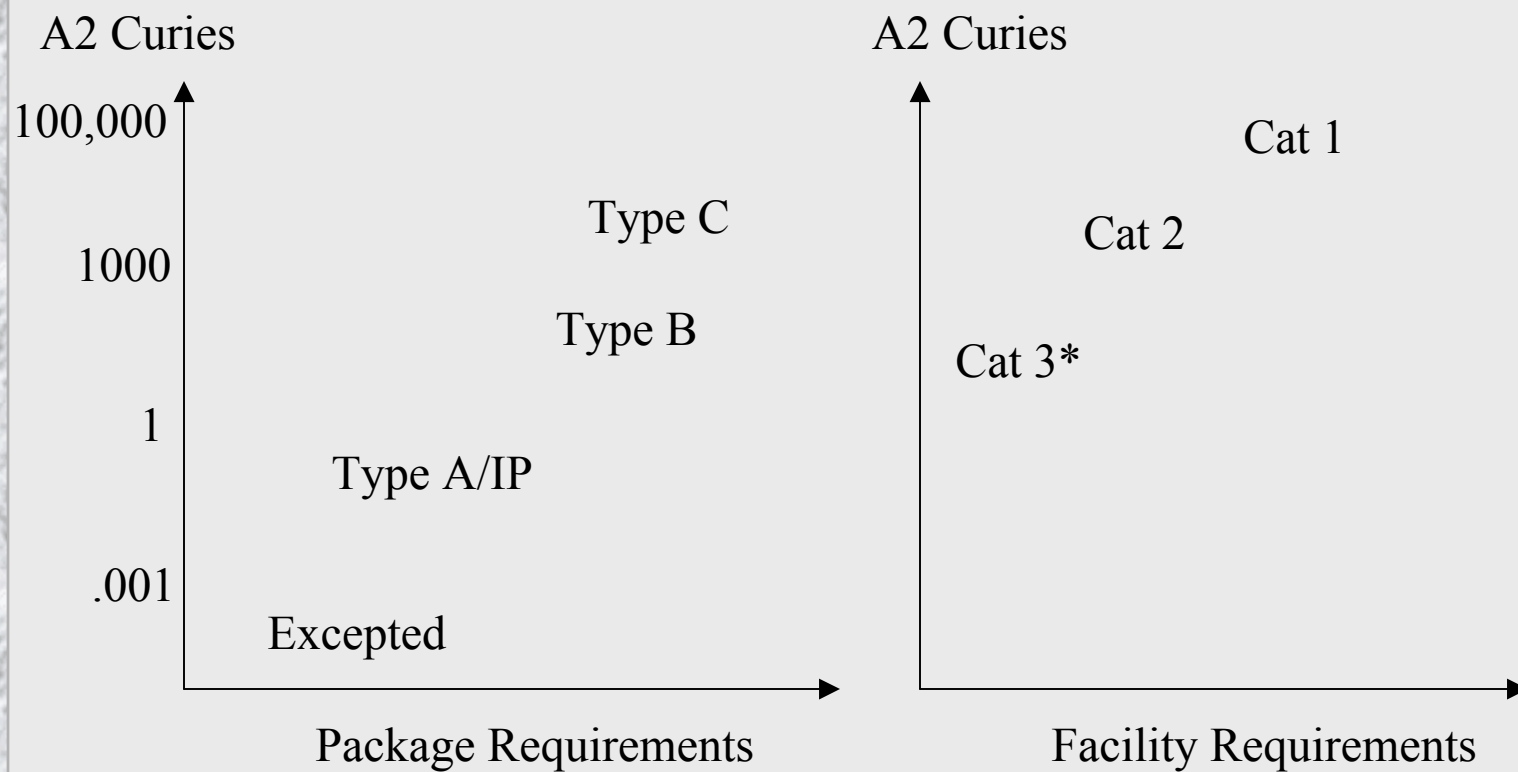 A2 Curies
100,000
Type C
1000
Type B
1
Type A/IP
.001
Excepted
Package Requirements
A2 Curies
Cat 1
Cat 2
Cat 3*
Facility Requirements